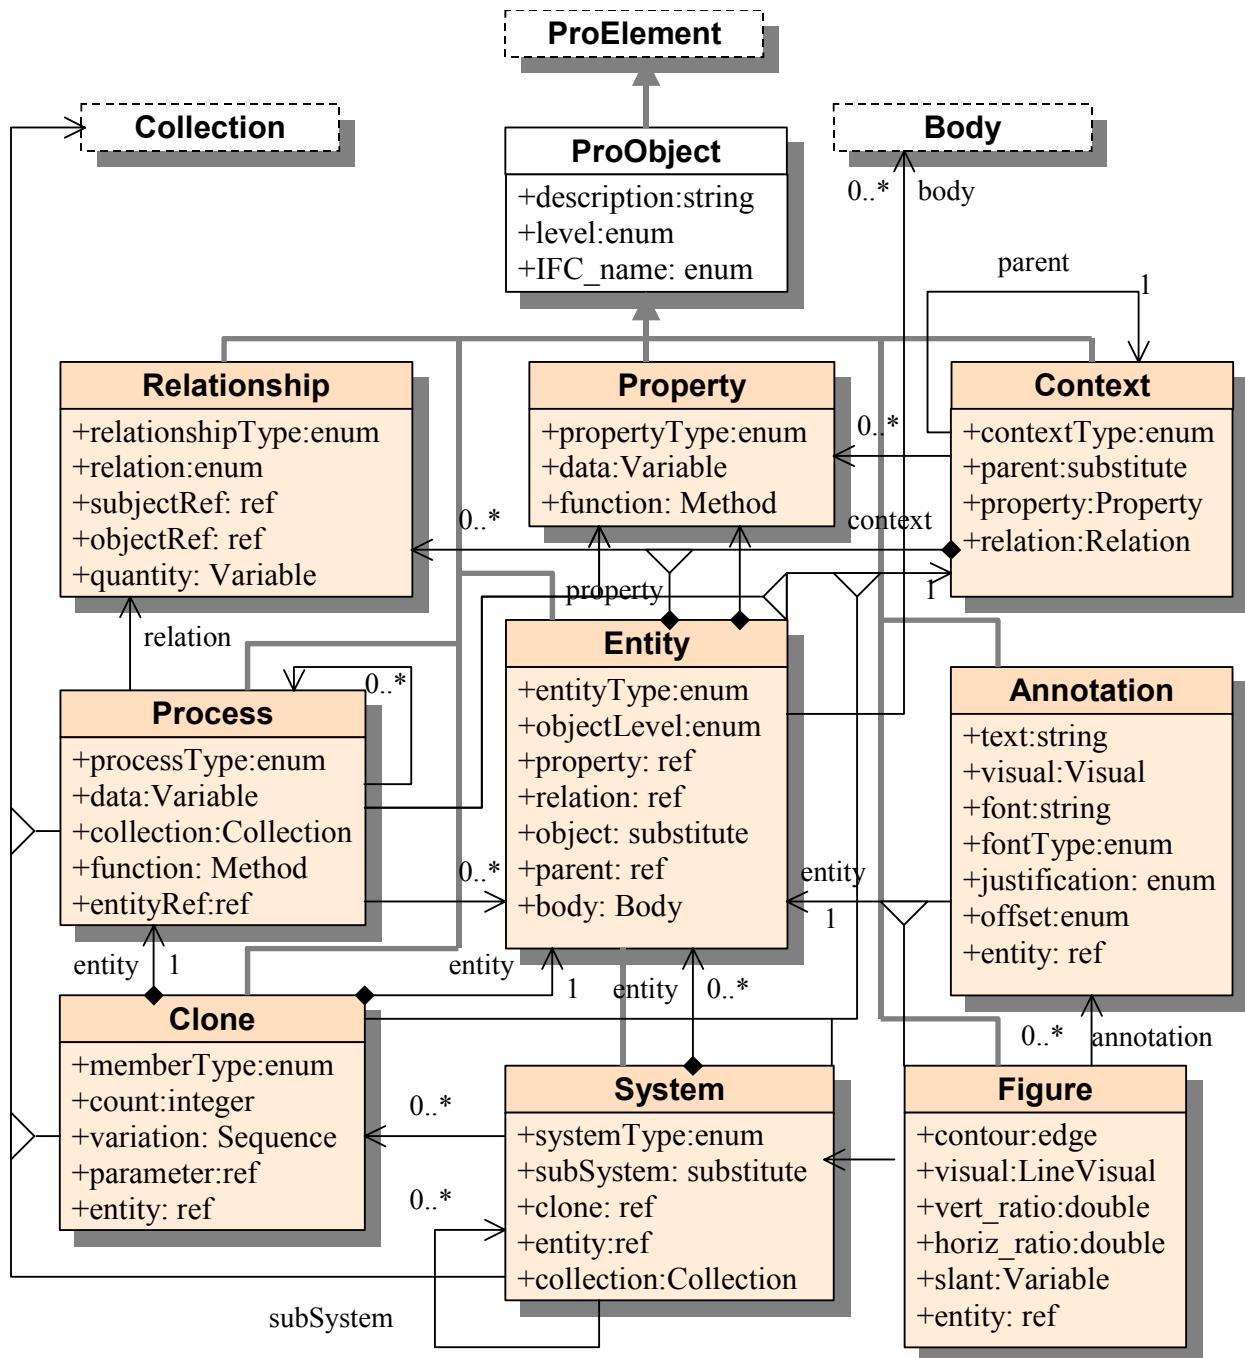 ProElement
Collection
Body
ProObject
+description:string
+level:enum
+IFC_name: enum
0..*
body
parent
1
Relationship
+relationshipType:enum
+relation:enum
+subjectRef: ref
+objectRef: ref
+quantity: Variable
Property
+propertyType:enum
+data:Variable
+function: Method
Context
+contextType:enum
+parent:substitute
+property:Property
+relation:Relation
0..*
0..*
context
property
1
relation
0..*
Process
+processType:enum
+data:Variable
+collection:Collection
+function: Method
+entityRef:ref
Entity
+entityType:enum
+objectLevel:enum
+property: ref
+relation: ref
+object: substitute
+parent: ref
+body: Body
Annotation
+text:string
+visual:Visual
+font:string
+fontType:enum
+justification: enum
+offset:enum
+entity: ref
0..*
entity
1
entity
1
entity
1
entity
0..*
0..*
annotation
Clone
+memberType:enum
+count:integer
+variation: Sequence
+parameter:ref
+entity: ref
0..*
0..*
System
+systemType:enum
+subSystem: substitute
+clone: ref
+entity:ref
+collection:Collection
Figure
+contour:edge
+visual:LineVisual
+vert_ratio:double
+horiz_ratio:double
+slant:Variable
+entity: ref
subSystem